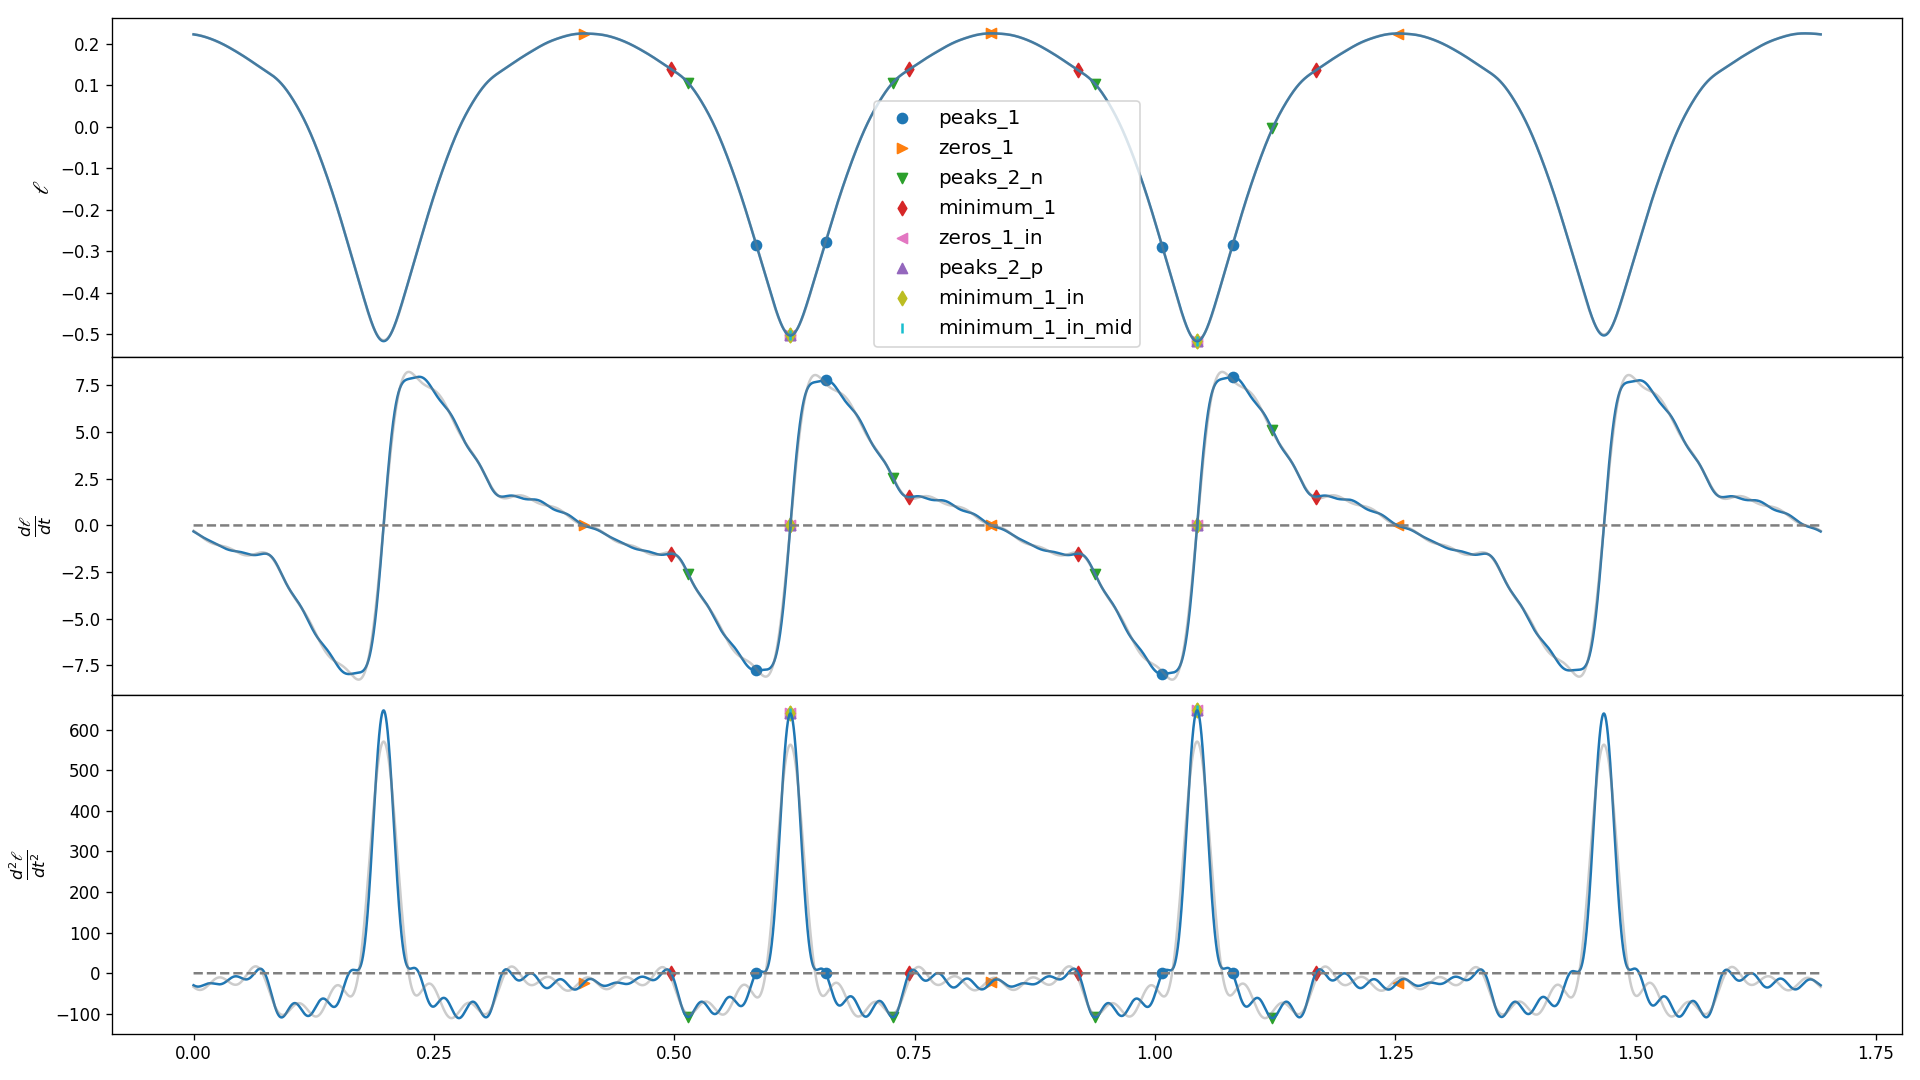 0.2
0.1
0.0
−0.1
−0.2
−0.3
−0.4
−0.5
ℓ
peaks_1
zeros_1
peaks_2_n
minimum_1
zeros_1_in
peaks_2_p
minimum_1_in
minimum_1_in_mid
7.5
5.0
2.5
0.0
−2.5
−5.0
−7.5
dℓ
dt
600
500
400
300
200
100
0
−100
d²ℓ
dt²
0.00 0.25 0.50 0.75 1.00 1.25 1.50 1.75